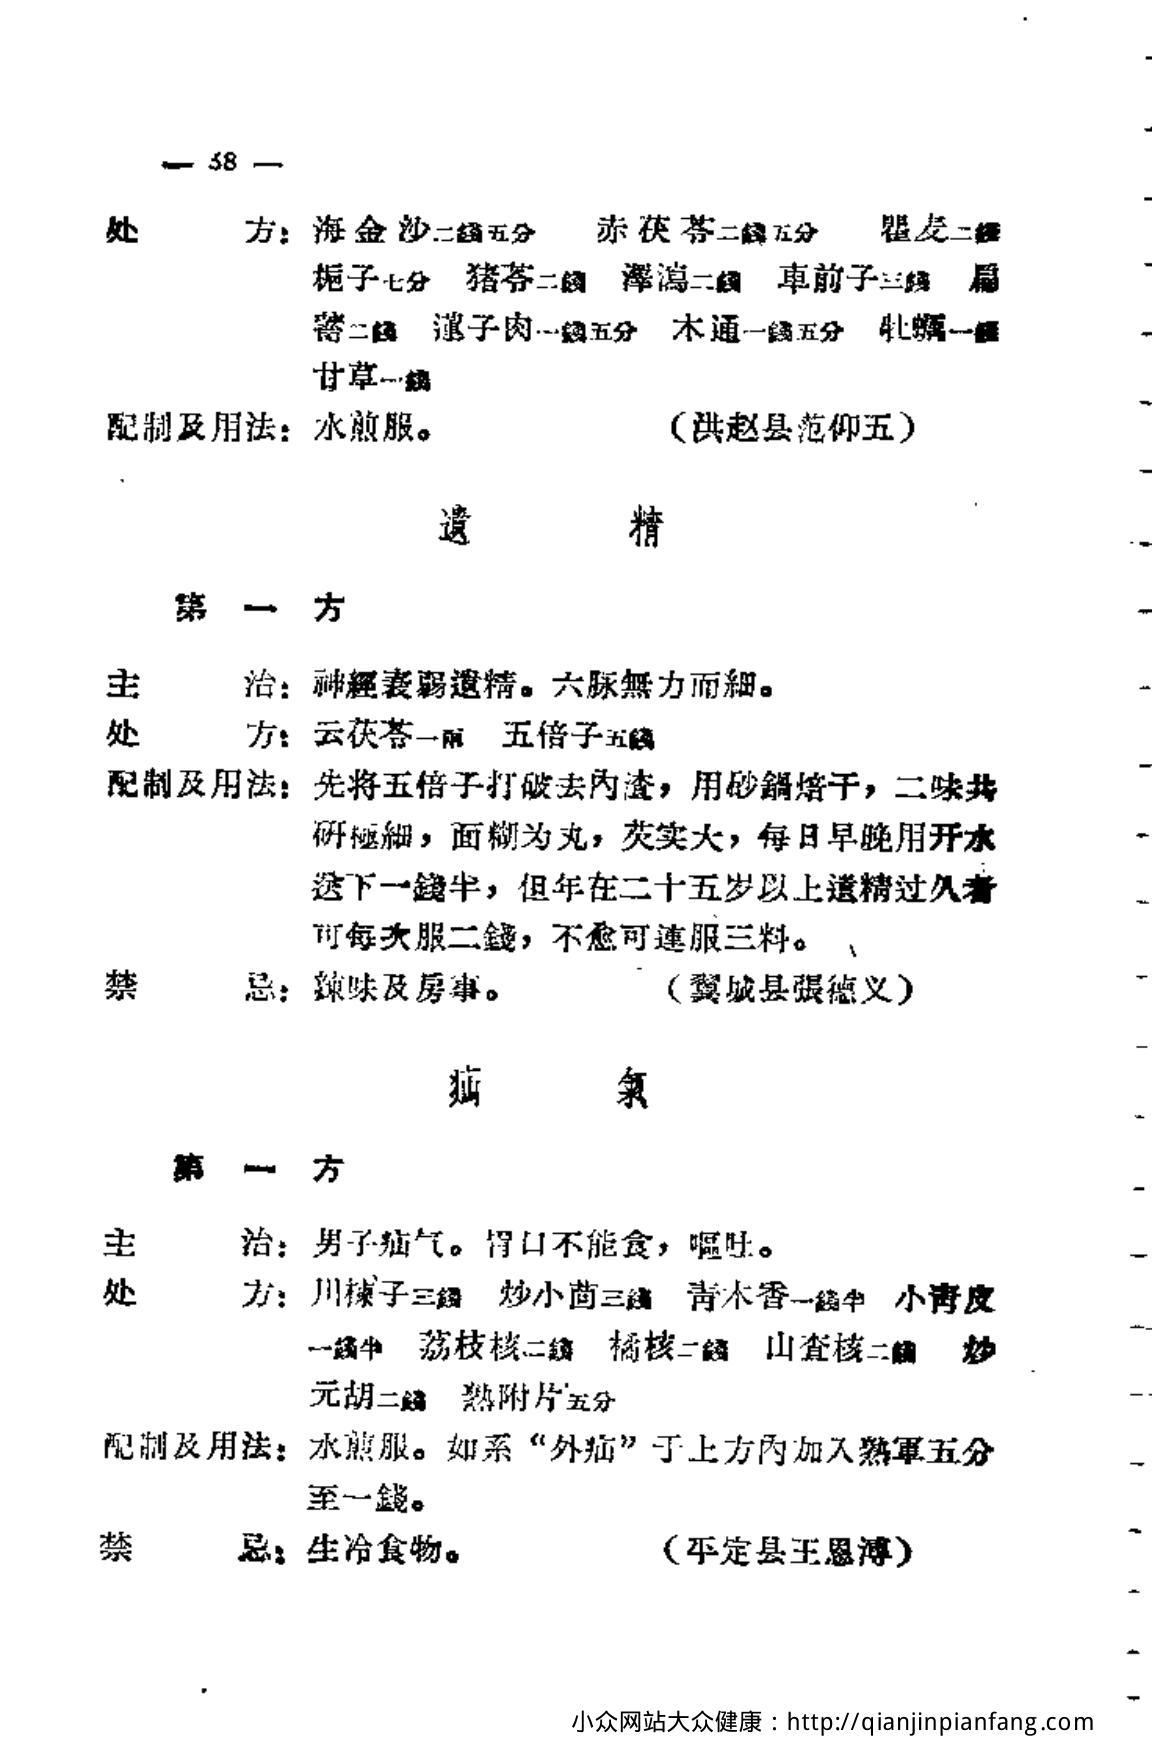 — 38 —
处　方：海金沙二錢五分　赤茯苓二錢五分　瞿麦二錢
梔子七分　猪苓二錢　澤瀉二錢　車前子三錢　扁
蓄二錢　蓮子肉一錢五分　木通一錢五分　牡蠣一錢
甘草一錢
配制及用法：水煎服。　（洪赵县范仰五）
遺　精
第一方
主　治：神經衰弱遺精。六脉無力而細。
处　方：云茯苓一兩　五倍子五錢
配制及用法：先将五倍子打破去內渣，用砂鍋焙干，二味共
研極細，面糊为丸，芡实大，每日早晚用开水
送下一錢半，但年在二十五岁以上遺精过久者
可每次服二錢，不愈可連服三料。
禁　忌：辣味及房事。　（翼城县張德义）
疝　氣
第一方
主　治：男子疝气。胃口不能食，嘔吐。
处　方：川楝子三錢　炒小茴三錢　青木香一錢半　小青皮
一錢半　荔枝核二錢　橘核二錢　山査核二錢　炒
元胡二錢　熟附片五分
配制及用法：水煎服。如系“外疝”于上方內加入熟軍五分
至一錢。
禁　忌：生冷食物。　（平定县王恩溥）
小众网站大众健康：http://qianjinpianfang.com